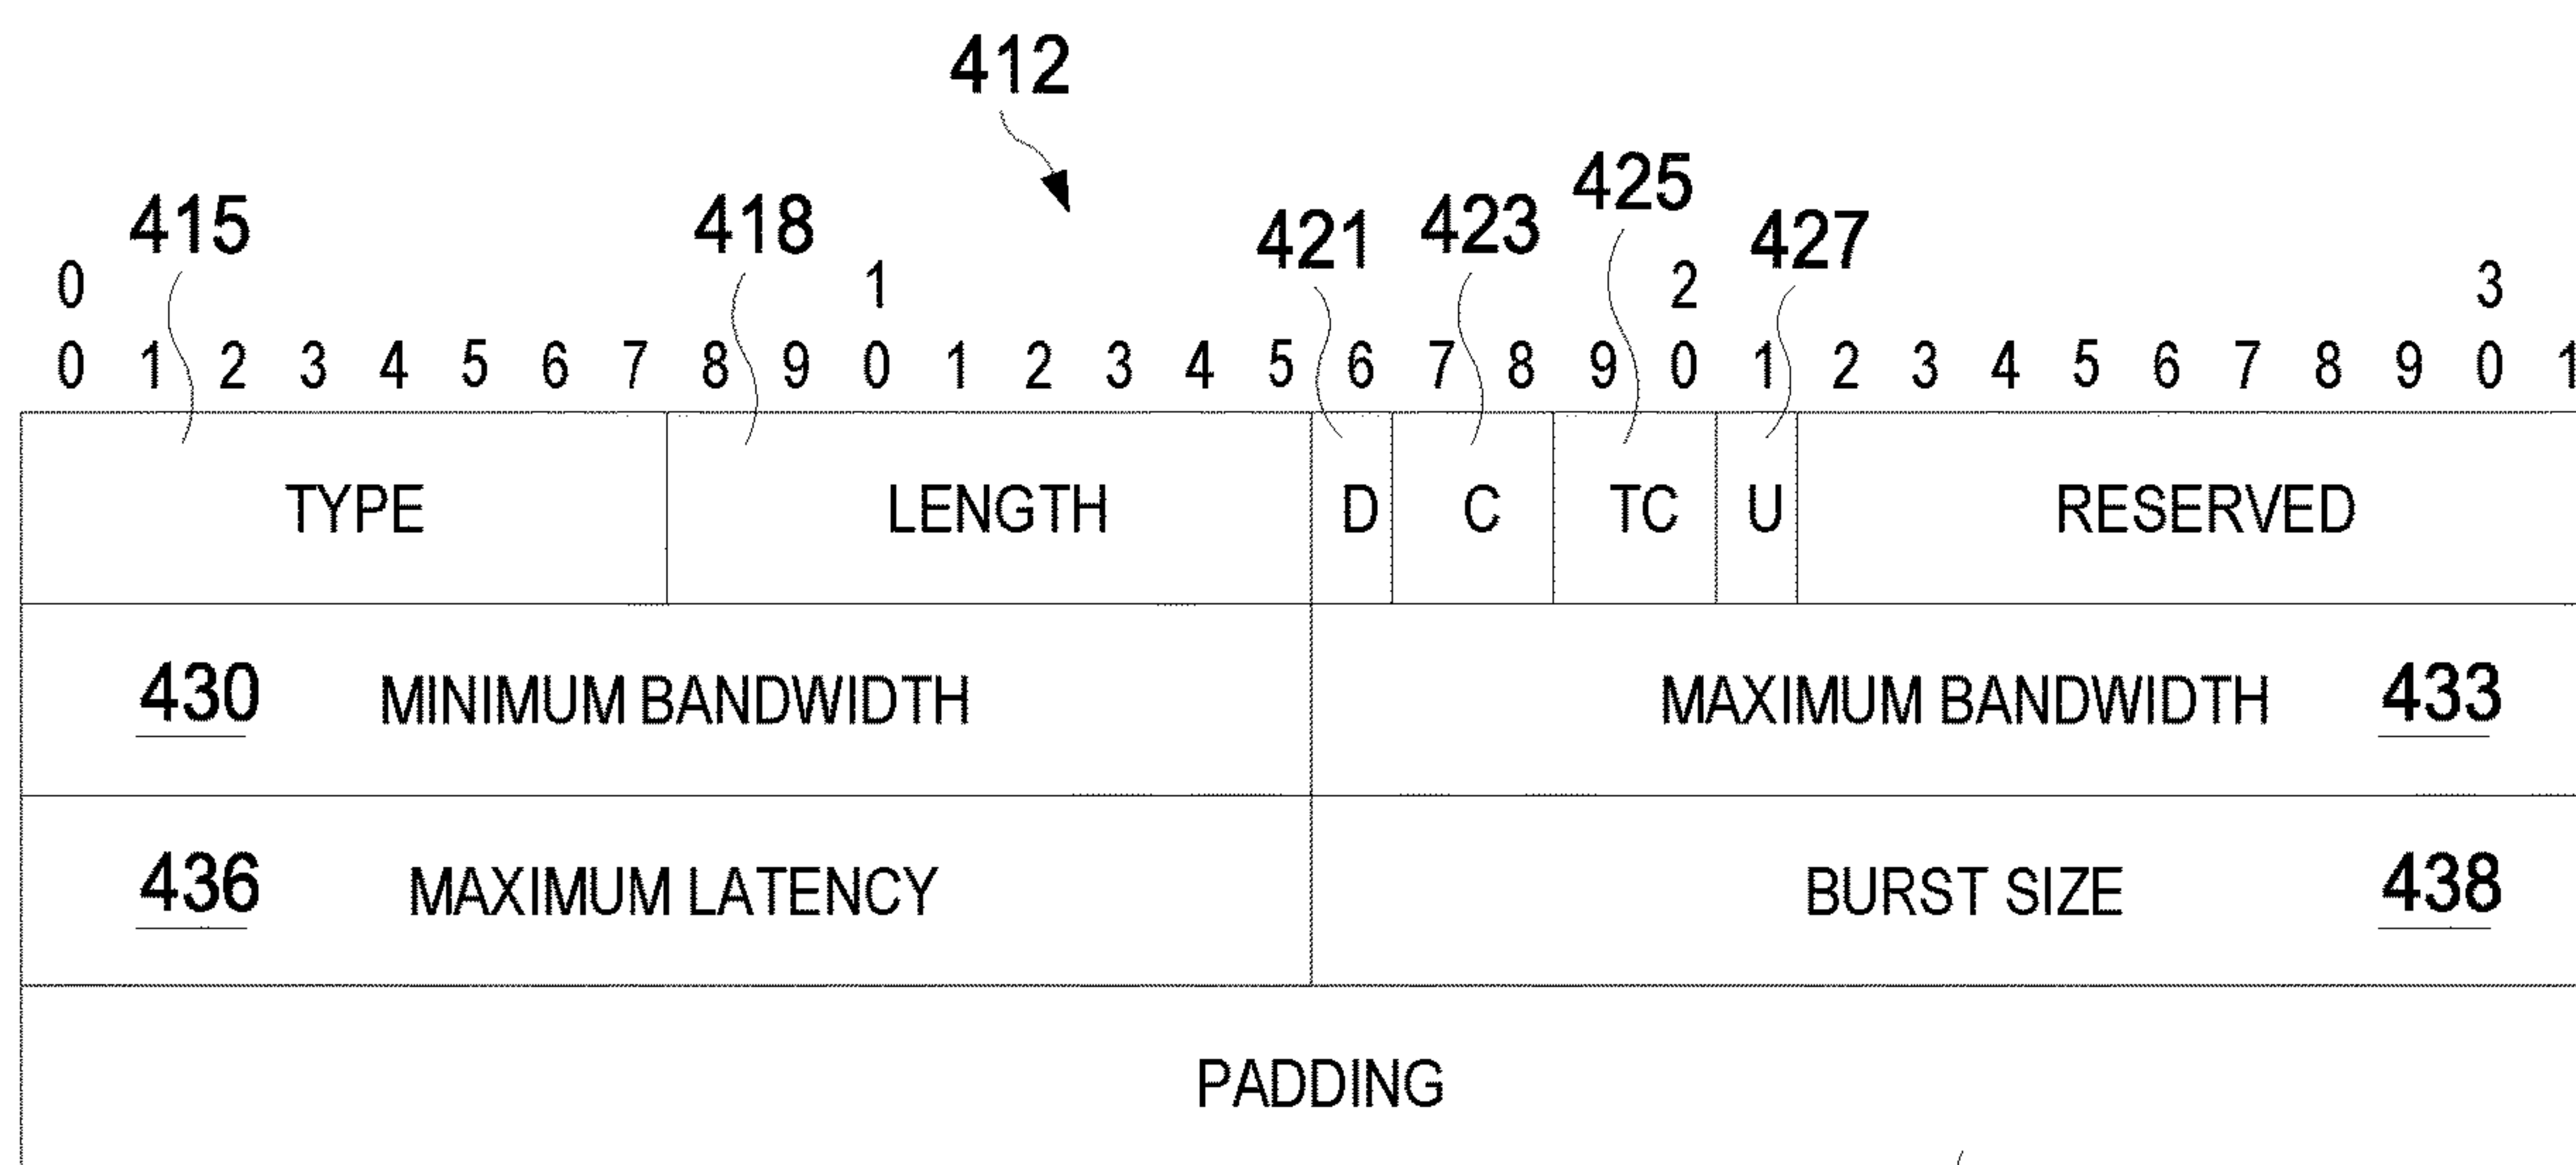 412
415 418 421 423 425 427
0 1 2 3
0 1 2 3 4 5 6 7 8 9 0 1 2 3 4 5 6 7 8 9 0 1 2 3 4 5 6 7 8 9 0 1
TYPE LENGTH D C TC U RESERVED
430 MINIMUM BANDWIDTH MAXIMUM BANDWIDTH 433
436 MAXIMUM LATENCY BURST SIZE 438
PADDING